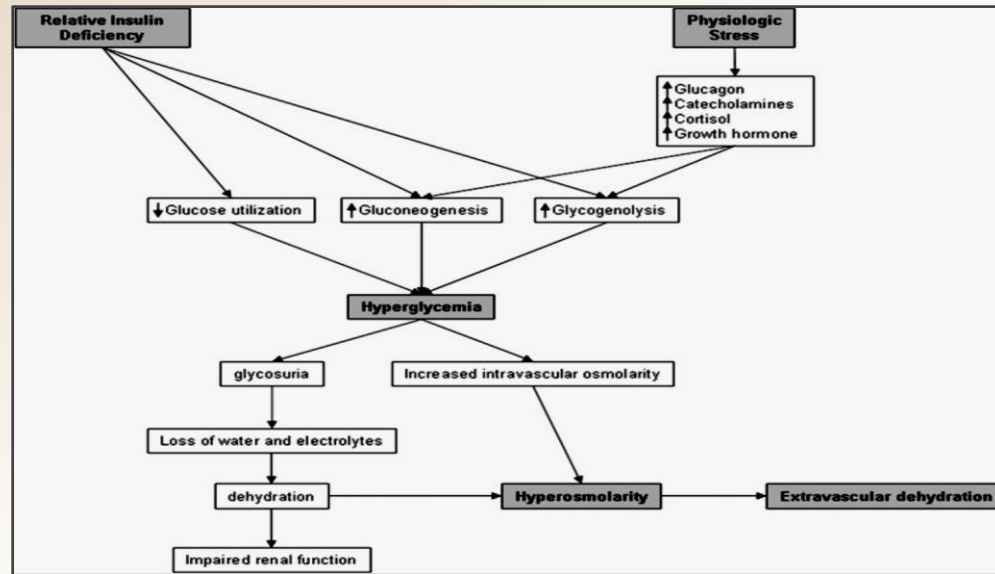 Relative Insulin
Deficiency
Physiologic
Stress
↑Glucagon
↑Catecholamines
↑Cortisol
↑Growth hormone
↓Glucose utilization
↑Gluconeogenesis
↑Glycogenolysis
Hyperglycemia
glycosuria
Increased intravascular osmolarity
Loss of water and electrolytes
dehydration
Hyperosmolarity
Extravascular dehydration
Impaired renal function